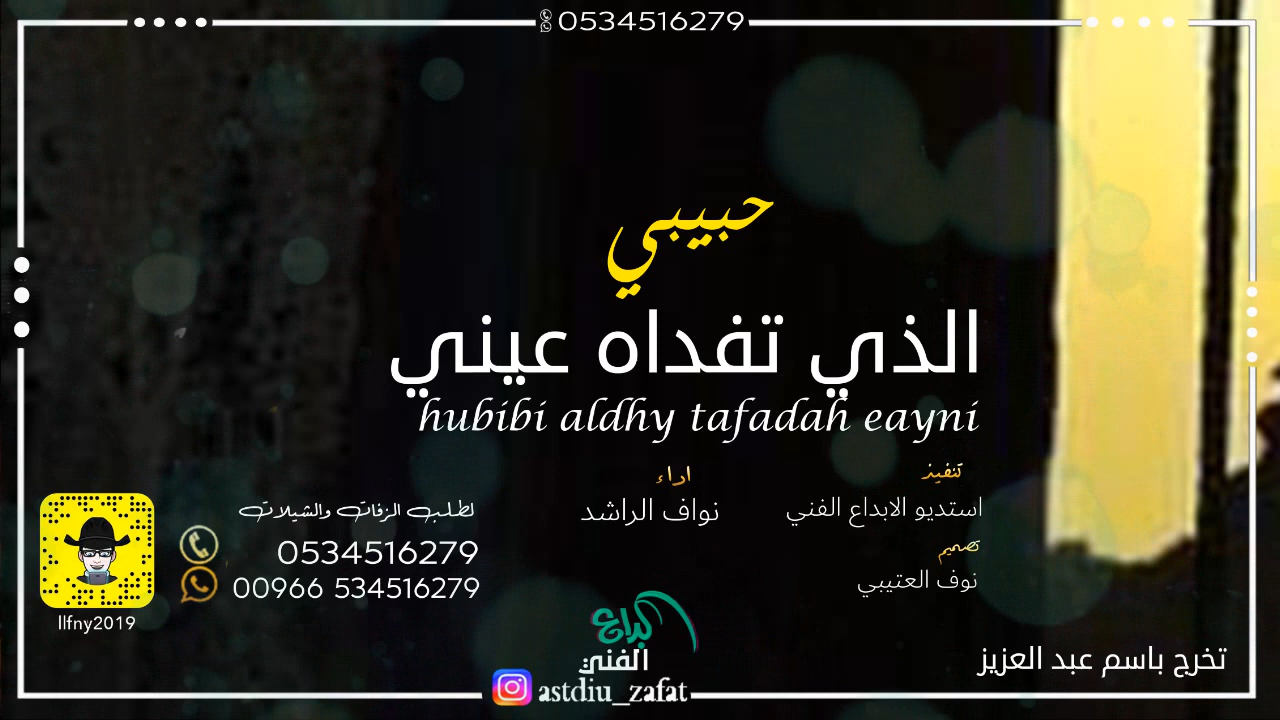 0534516279
حبيبي
الذي تفداه عيني
hubibi aldhy tafadah eayni
تنفيذ
استديو الابداع الفني
اداء
نواف الراشد
تصميم
نوف العتيبي
لطلب الزفات والشيلات
0534516279
00966 534516279
llfny2019
ابداع
الفني
astdiu_zafat
تخرج باسم عبد العزيز